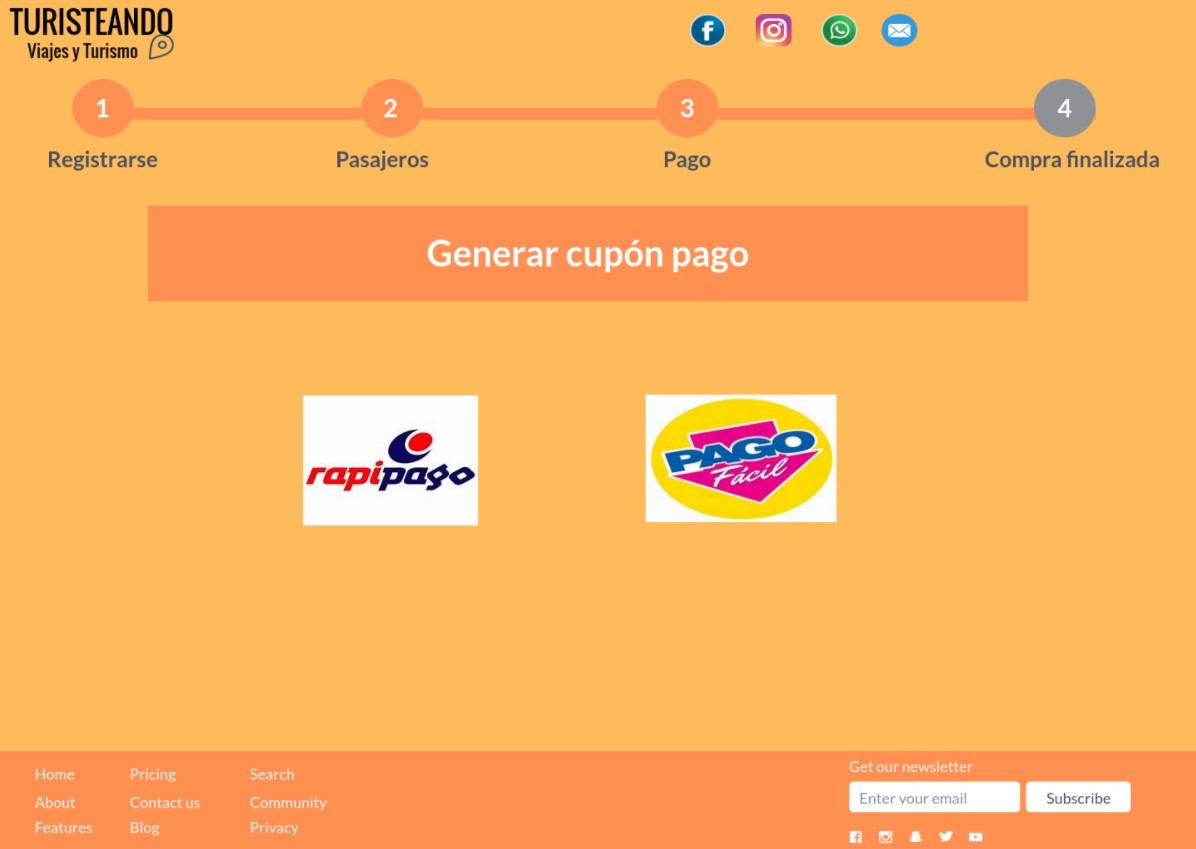 TURISTEANDO
Viajes y Turismo
1
2
3
4
Registrarse
Pasajeros
Pago
Compra finalizada
Generar cupón pago
rapipago
PAGO
Fácil
Home
Pricing
Search
About
Contact us
Community
Features
Blog
Privacy
Get our newsletter
Enter your email
Subscribe